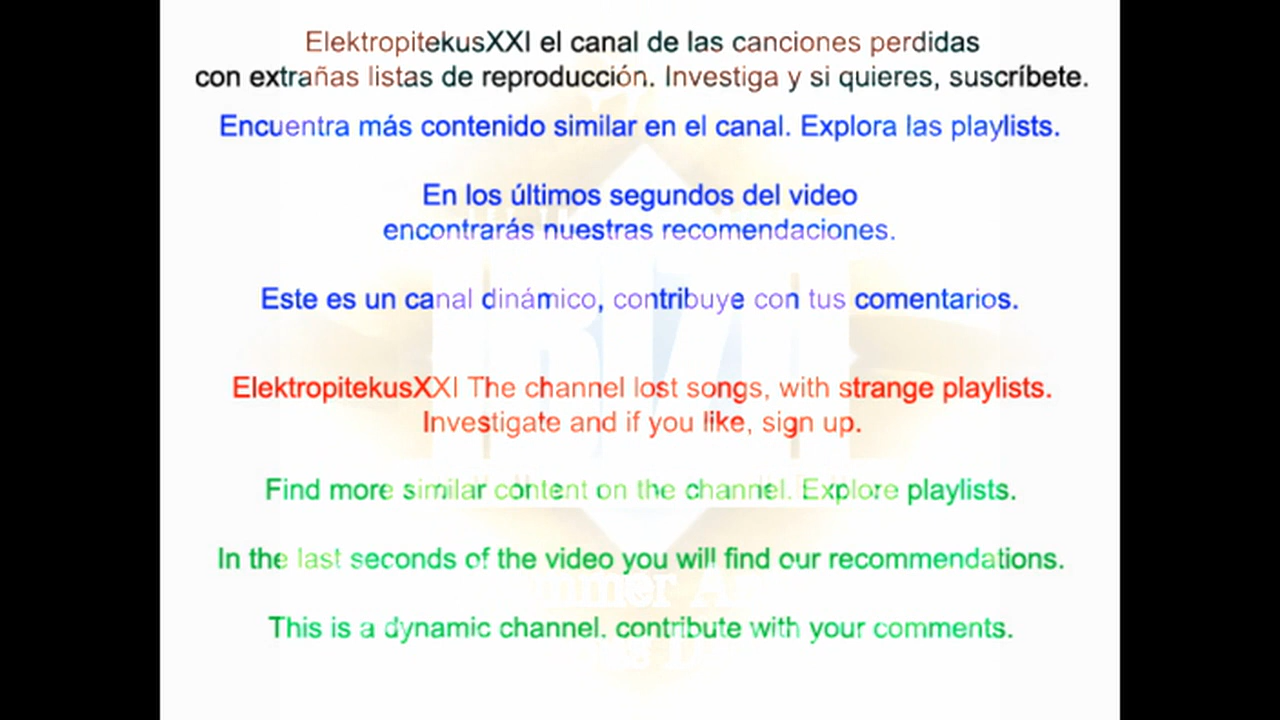 ElektropitekusXXI el canal de las canciones perdidas
con extrañas listas de reproducción. Investiga y si quieres, suscríbete.
Encuentra más contenido similar en el canal. Explora las playlists.
En los últimos segundos del video
encontrarás nuestras recomendaciones.
Este es un canal dinámico, contribuye con tus comentarios.
ElektropitekusXXI The channel lost songs, with strange playlists.
Investigate and if you like, sign up.
Find more similar content on the channel. Explore playlists.
In the last seconds of the video you will find our recommendations.
This is a dynamic channel. contribute with your comments.